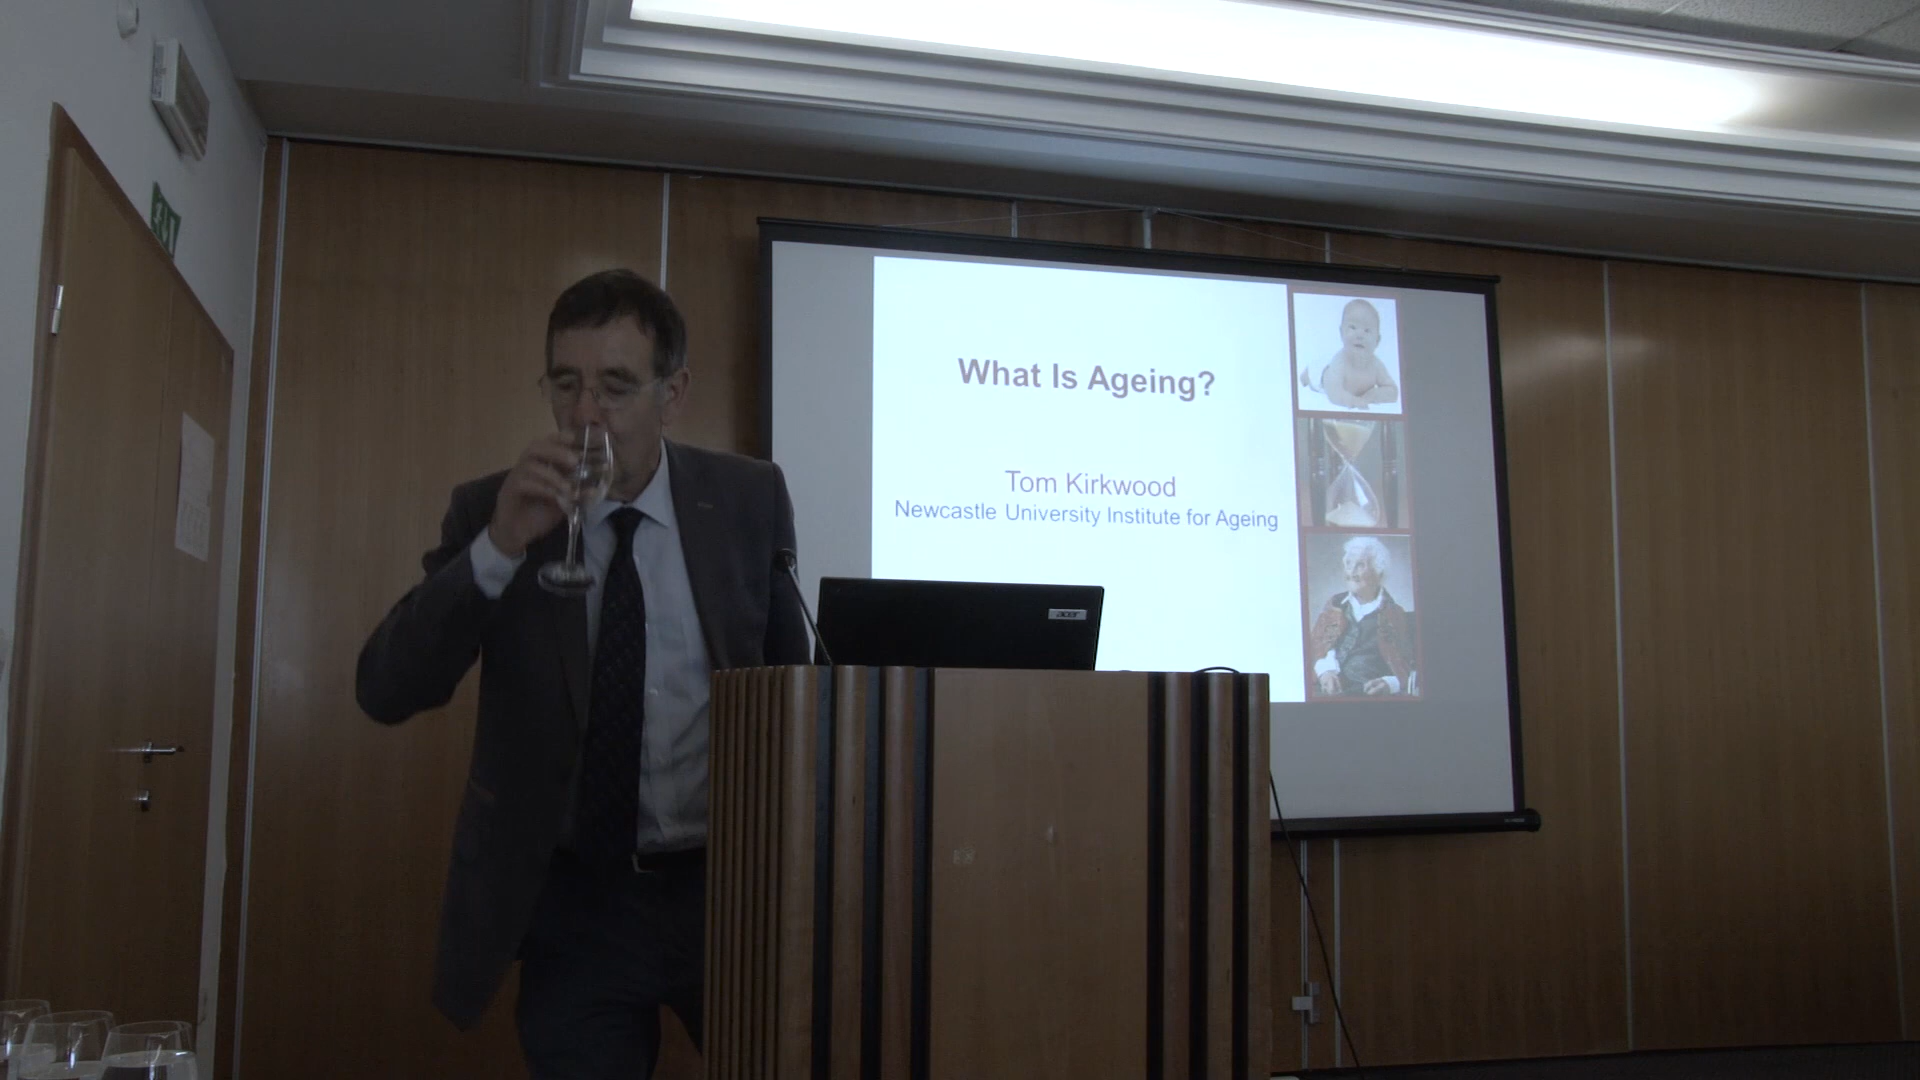 What Is Ageing?
Tom Kirkwood
Newcastle University Institute for Ageing
acer